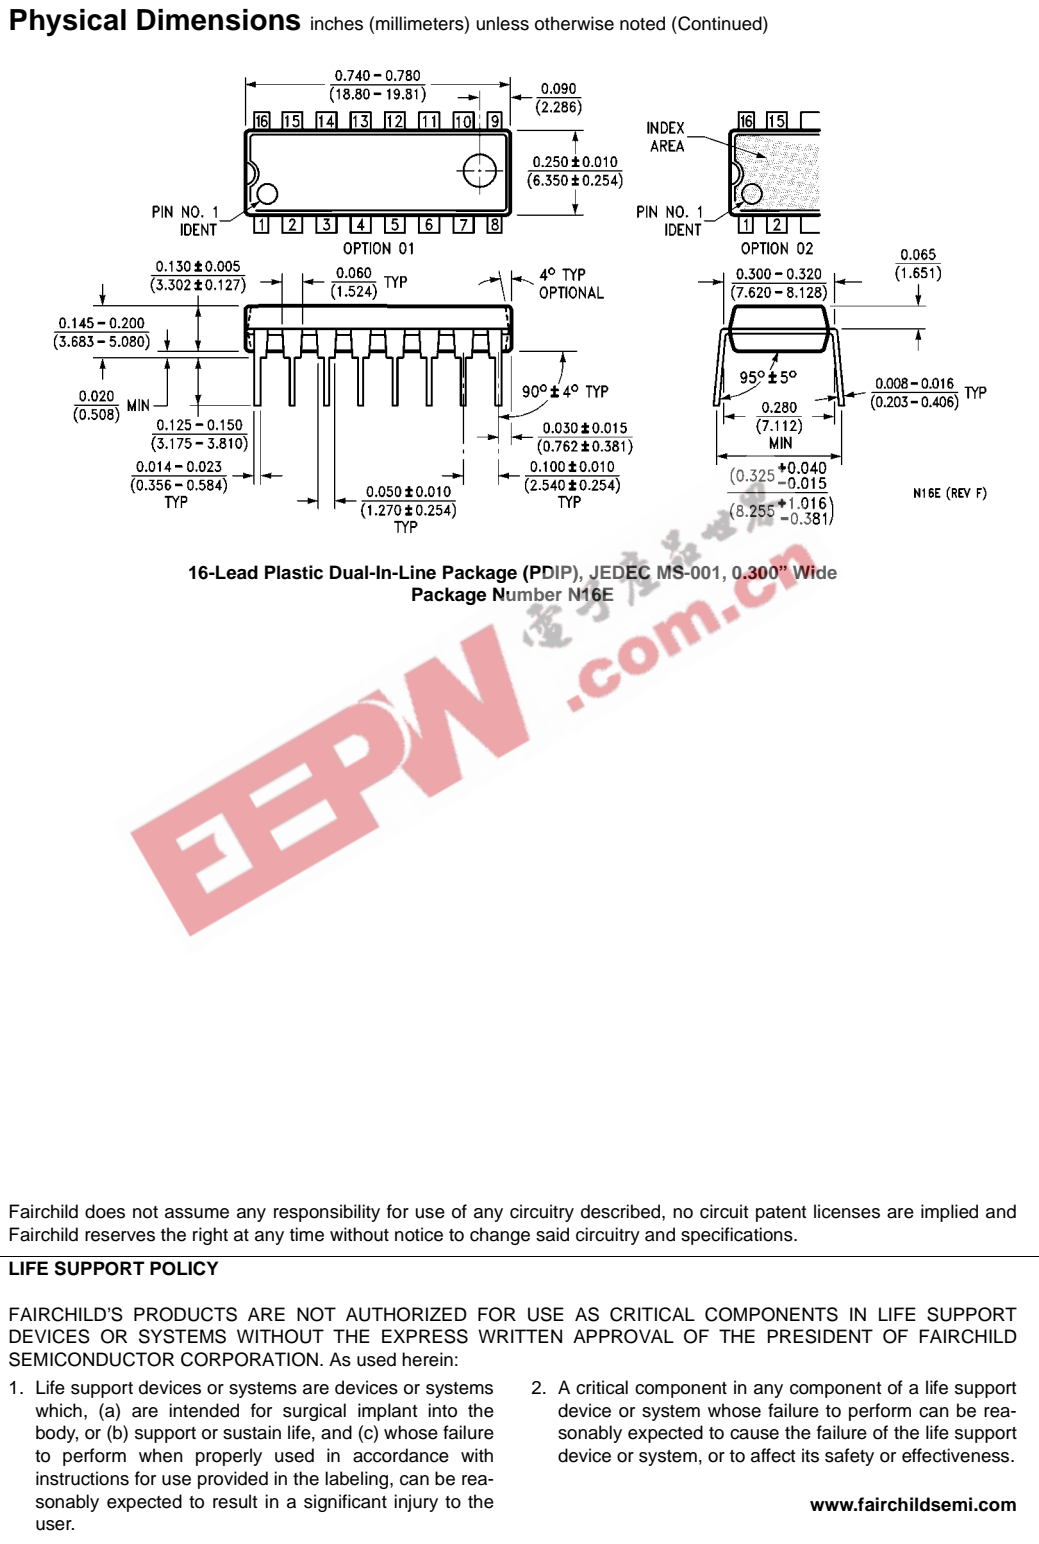 Physical Dimensions inches (millimeters) unless otherwise noted (Continued)
0.740 – 0.780
(18.80 – 19.81)
0.090
(2.286)
16 15 14 13 12 11 10 9
0.250 ± 0.010
(6.350 ± 0.254)
PIN NO. 1
IDENT
1 2 3 4 5 6 7 8
OPTION 01
INDEX
AREA
16 15
PIN NO. 1
IDENT
1 2
OPTION 02
0.065
(1.651)
0.130 ± 0.005
(3.302 ± 0.127)
0.060
(1.524)
TYP
4° TYP
OPTIONAL
0.300 – 0.320
(7.620 – 8.128)
0.145 – 0.200
(3.683 – 5.080)
0.020
(0.508)
MIN
0.125 – 0.150
(3.175 – 3.810)
90° ± 4° TYP
95° ± 5°
0.008 – 0.016
(0.203 – 0.406)
TYP
0.280
(7.112)
MIN
0.030 ± 0.015
(0.762 ± 0.381)
0.014 – 0.023
(0.356 – 0.584)
TYP
0.050 ± 0.010
(1.270 ± 0.254)
TYP
0.100 ± 0.010
(2.540 ± 0.254)
TYP
(0.325 +0.040
–0.015
(8.255 +1.016)
–0.381)
N16E (REV F)
16-Lead Plastic Dual-In-Line Package (PDIP), JEDEC MS-001, 0.300” Wide
Package Number N16E
電子產品世界
EEPW.com.cn
Fairchild does not assume any responsibility for use of any circuitry described, no circuit patent licenses are implied and
Fairchild reserves the right at any time without notice to change said circuitry and specifications.
LIFE SUPPORT POLICY
FAIRCHILD’S PRODUCTS ARE NOT AUTHORIZED FOR USE AS CRITICAL COMPONENTS IN LIFE SUPPORT
DEVICES OR SYSTEMS WITHOUT THE EXPRESS WRITTEN APPROVAL OF THE PRESIDENT OF FAIRCHILD
SEMICONDUCTOR CORPORATION. As used herein:
1. Life support devices or systems are devices or systems
which, (a) are intended for surgical implant into the
body, or (b) support or sustain life, and (c) whose failure
to perform when properly used in accordance with
instructions for use provided in the labeling, can be rea-
sonably expected to result in a significant injury to the
user.
2. A critical component in any component of a life support
device or system whose failure to perform can be rea-
sonably expected to cause the failure of the life support
device or system, or to affect its safety or effectiveness.
www.fairchildsemi.com